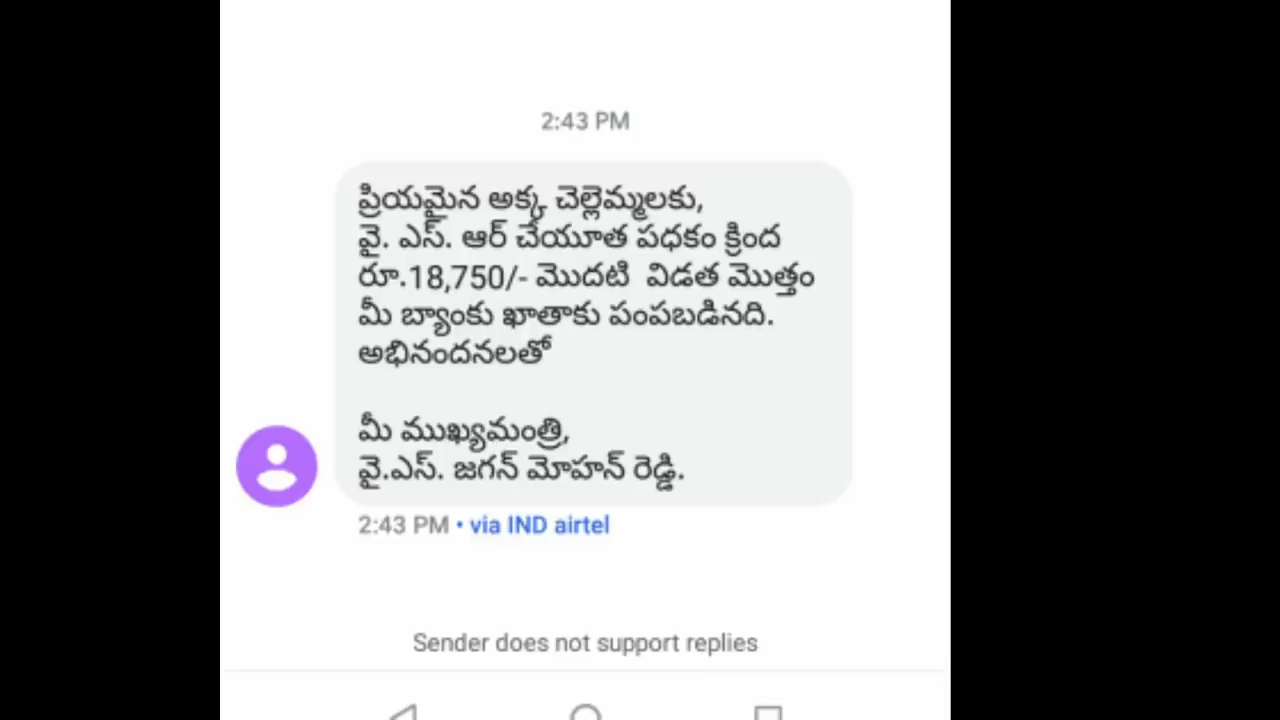 2:43 PM
ప్రియమైన అక్క చెల్లెమ్మలకు,
వై. ఎస్. ఆర్ చేయూత పధకం క్రింద
రూ.18,750/- మొదటి విడత మొత్తం
మీ బ్యాంకు ఖాతాకు పంపబడినది.
అభినందనలతో
మీ ముఖ్యమంత్రి,
వై.ఎస్. జగన్ మోహన్ రెడ్డి.
2:43 PM • via IND airtel
Sender does not support replies